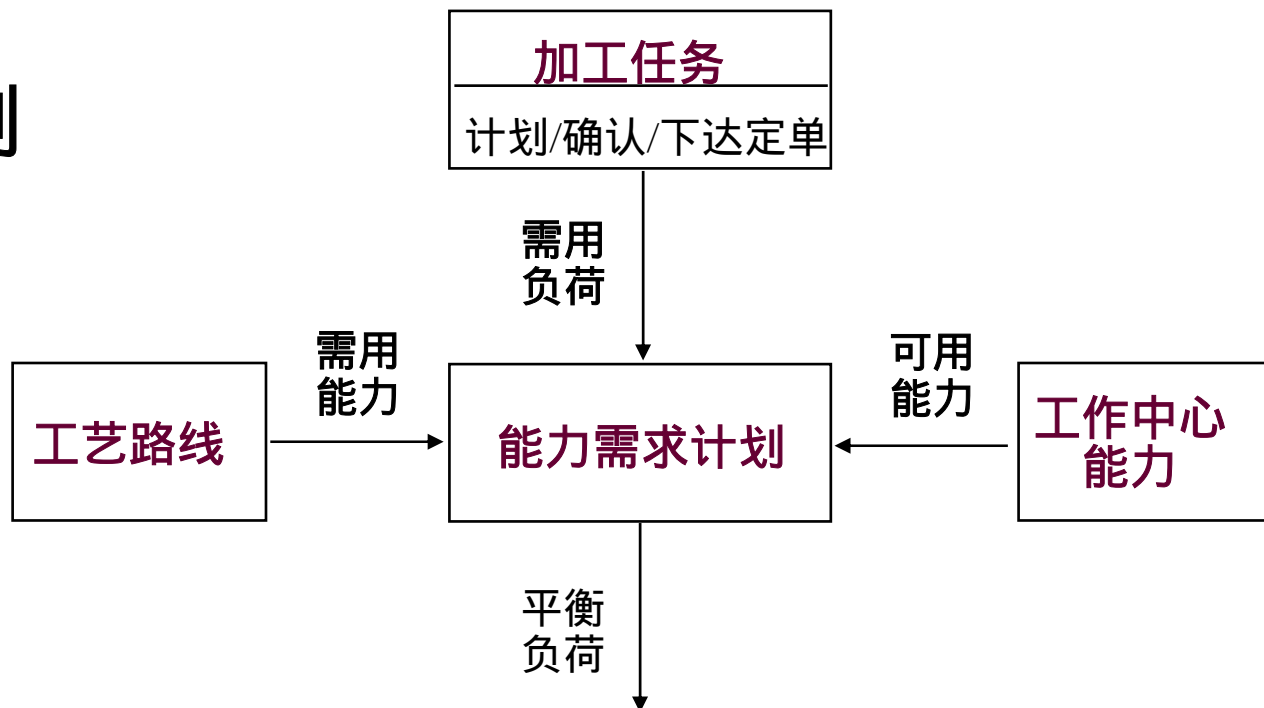 加工任务
计划/确认/下达定单
需用
负荷
需用
能力
可用
能力
工艺路线
能力需求计划
工作中心
能力
平衡
负荷